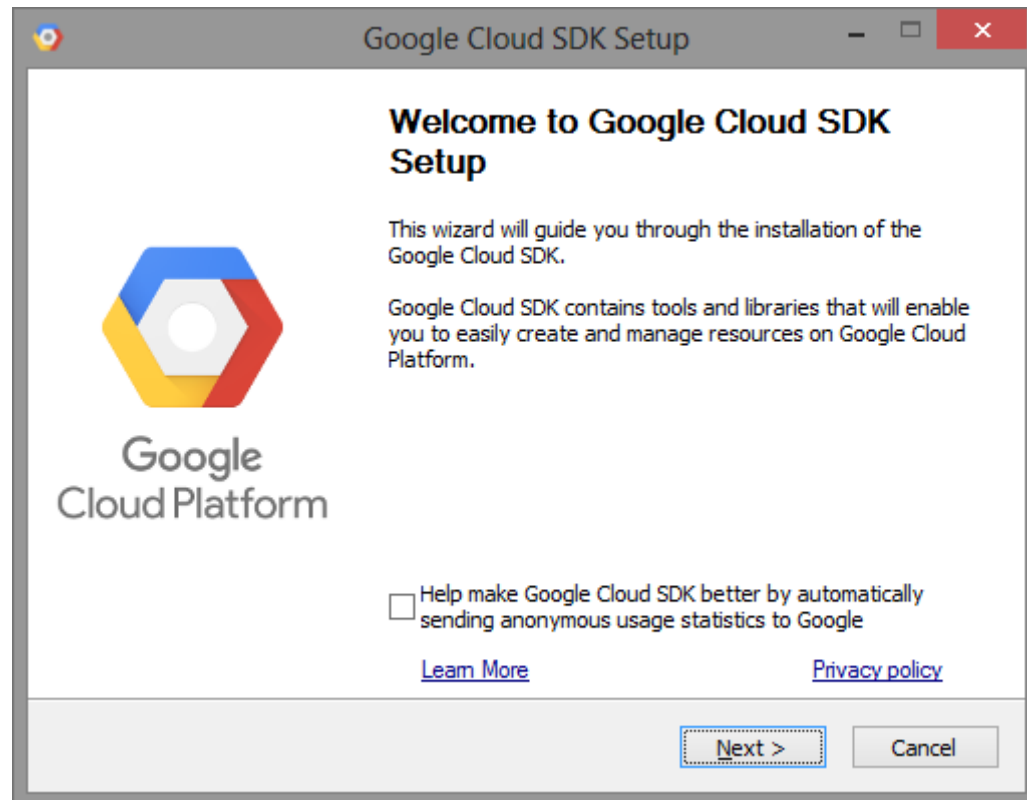 Google Cloud SDK Setup
Welcome to Google Cloud SDK
Setup
This wizard will guide you through the installation of the
Google Cloud SDK.
Google Cloud SDK contains tools and libraries that will enable
you to easily create and manage resources on Google Cloud
Platform.
Google
Cloud Platform
Help make Google Cloud SDK better by automatically
sending anonymous usage statistics to Google
Learn More
Privacy policy
Next >
Cancel